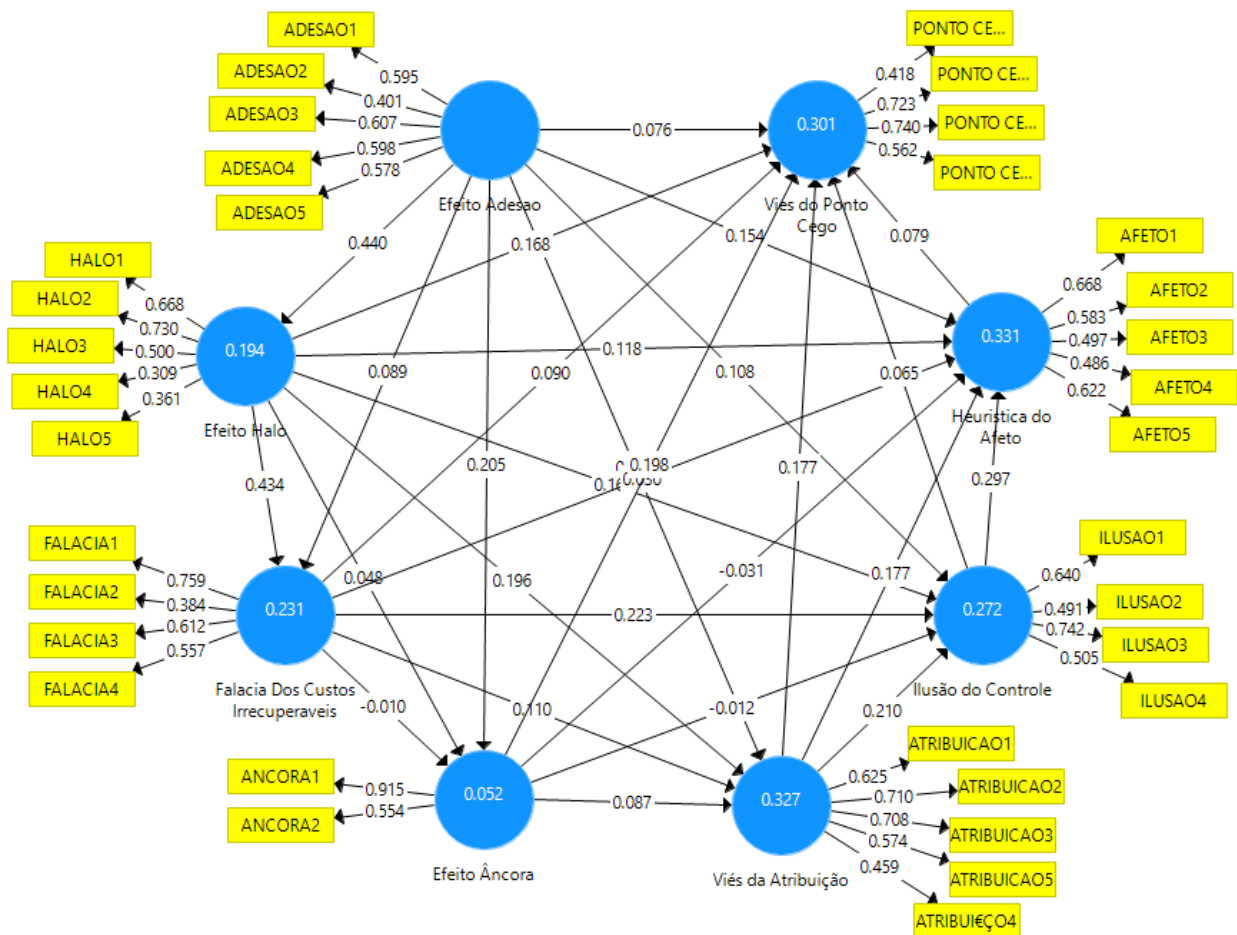 ADESAO1
ADESAO2
ADESAO3
ADESAO4
ADESAO5
0.595
0.401
0.607
0.598
0.578
Efeito Adesao
PONTO CE...
PONTO CE...
PONTO CE...
PONTO CE...
0.418
0.723
0.740
0.562
0.301
Viés do Ponto
Cego
0.076
0.440
0.168
0.154
0.079
HALO1
HALO2
HALO3
HALO4
HALO5
0.668
0.730
0.500
0.309
0.361
0.194
Efeito Halo
AFETO1
AFETO2
AFETO3
AFETO4
AFETO5
0.668
0.583
0.497
0.486
0.622
0.331
Heuristica do
Afeto
0.118
0.089
0.090
0.108
0.065
0.434
0.205
0.198
0.177
0.297
FALACIA1
FALACIA2
FALACIA3
FALACIA4
0.759
0.384
0.612
0.557
0.231
Falacia Dos Custos
Irrecuperaveis
0.048
0.196
-0.031
0.177
0.223
ILUSAO1
ILUSAO2
ILUSAO3
ILUSAO4
0.640
0.491
0.742
0.505
0.272
Ilusão do Controle
-0.010
0.110
-0.012
0.210
ANCORA1
ANCORA2
0.915
0.554
0.052
Efeito Âncora
0.087
0.327
Viés da Atribuição
0.625
0.710
0.708
0.574
0.459
ATRIBUICAO1
ATRIBUICAO2
ATRIBUICAO3
ATRIBUICAO5
ATRIBUI€ÇO4